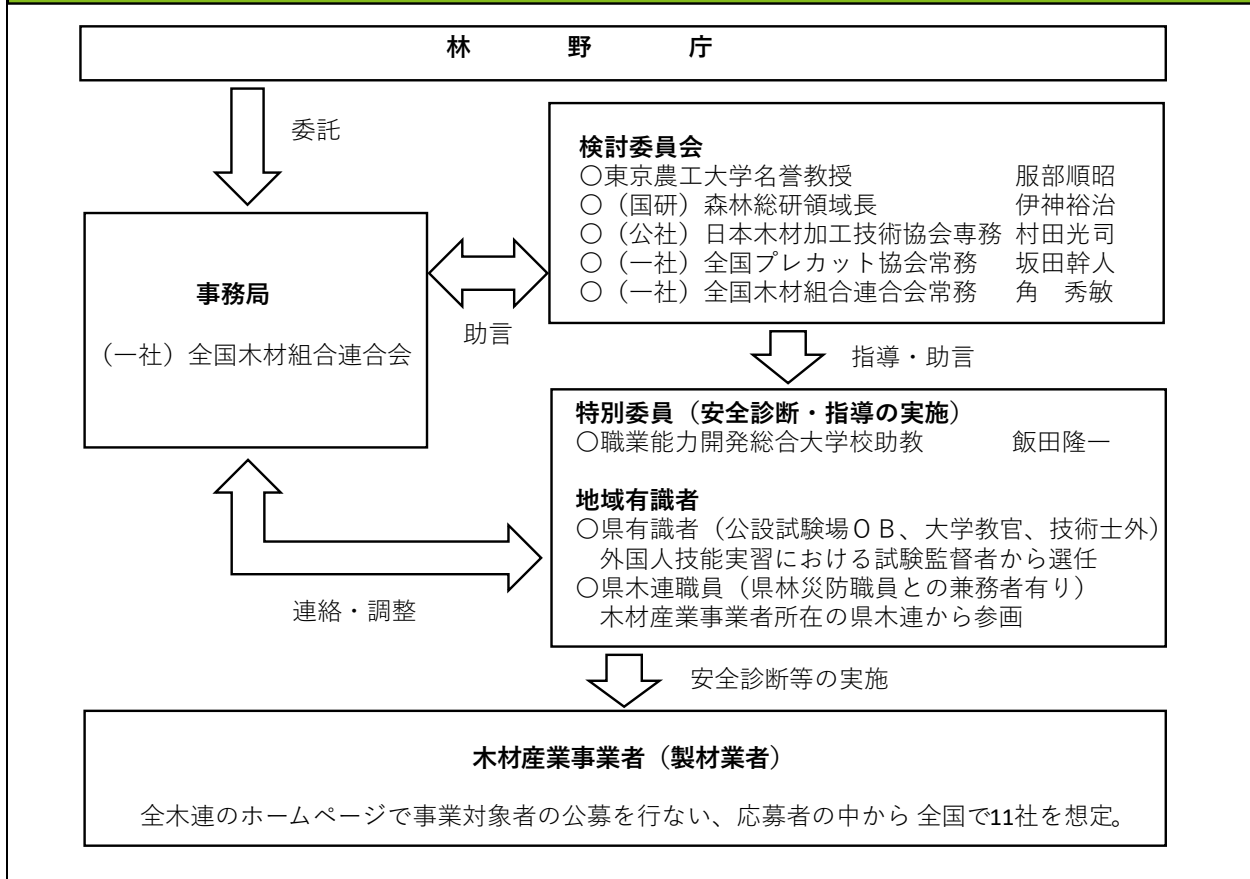 林 野 庁
委託
検討委員会
○東京農工大学名誉教授 服部順昭
○（国研）森林総研領域長 伊神裕治
○（公社）日本木材加工技術協会専務 村田光司
○（一社）全国プレカット協会常務 坂田幹人
○（一社）全国木材組合連合会常務 角 秀敏
事務局
（一社）全国木材組合連合会
助言
指導・助言
特別委員（安全診断・指導の実施）
○職業能力開発総合大学校助教 飯田隆一
地域有識者
○県有識者（公設試験場ＯＢ、大学教官、技術士外）
外国人技能実習における試験監督者から選任
○県木連職員（県林災防職員との兼務者有り）
木材産業事業者所在の県木連から参画
連絡・調整
安全診断等の実施
木材産業事業者（製材業者）
全木連のホームページで事業対象者の公募を行ない、応募者の中から 全国で11社を想定。